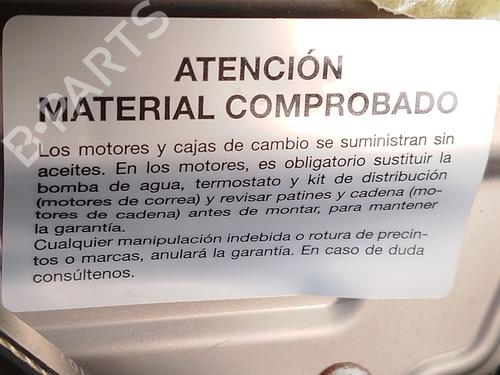 ATENCIÓN
MATERIAL COMPROBADO
Los motores y cajas de cambio se suministran sin
aceites. En los motores, es obligatorio sustituir la
bomba de agua, termostato y kit de distribución
(motores de correa) y revisar patines y cadena (mo-
tores de cadena) antes de montar, para mantener
la garantía.
Cualquier manipulación indebida o rotura de precin-
tos o marcas, anulará la garantía. En caso de duda
consúltenos.
B-PARTS